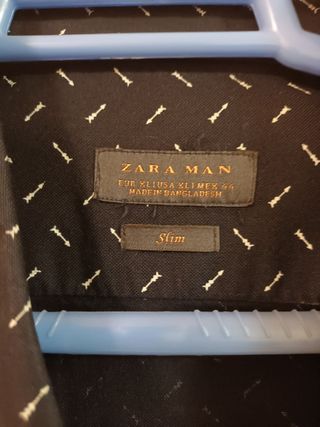 ZARA MAN
EUR XL | USA XL | MEX 44
MADE IN BANGLADESH
Slim